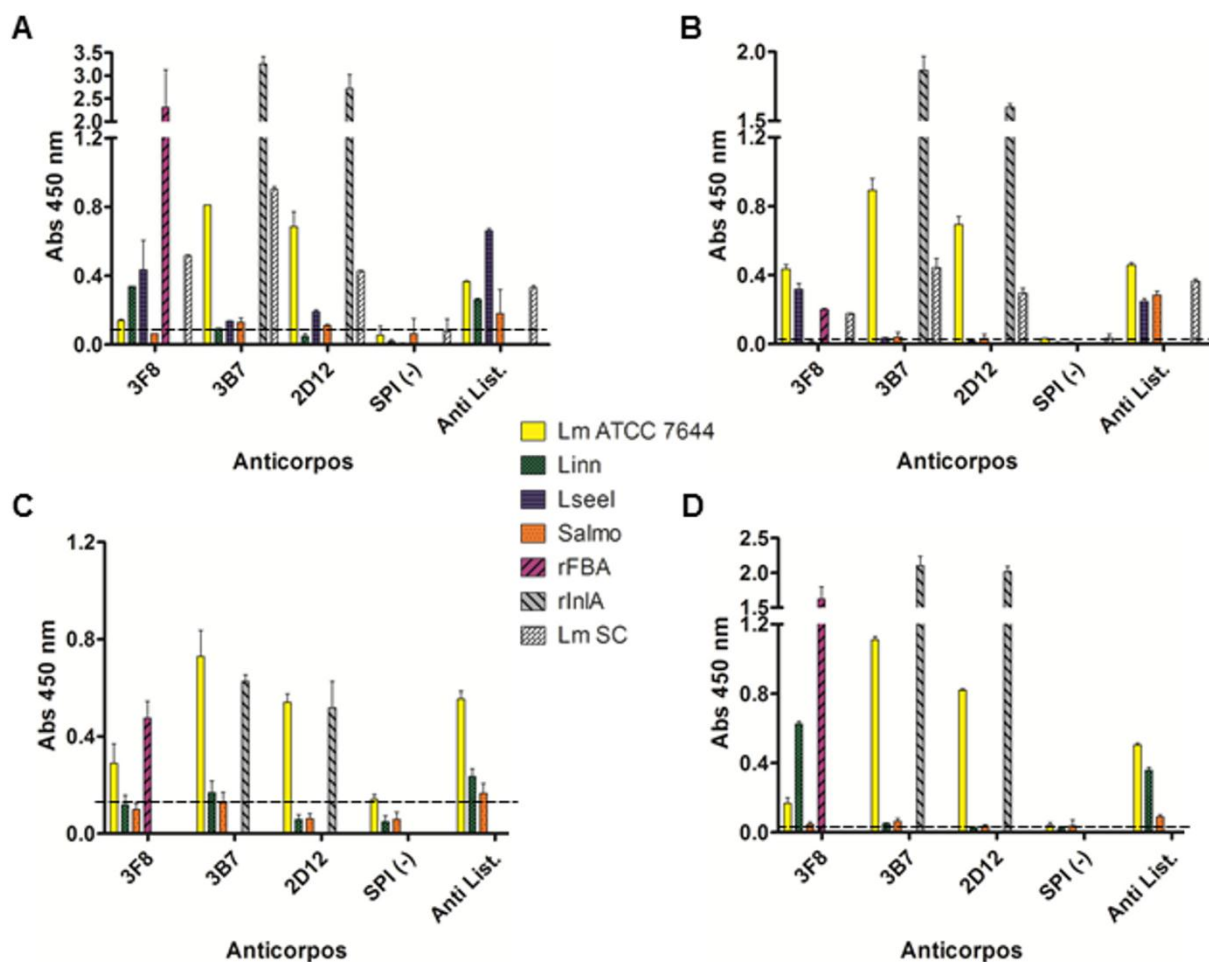 A
Abs 450 nm
3.5
3.0
2.5
2.0
1.2
0.8
0.4
0.0
3F8
3B7
2D12
SPI (-)
Anti List.
Anticorpos
B
Abs 450 nm
2.0
1.5
1.2
0.8
0.4
0.0
3F8
3B7
2D12
SPI (-)
Anti List.
Anticorpos
Lm ATCC 7644
Linn
Lseel
Salmo
rFBA
rInlA
Lm SC
C
Abs 450 nm
1.2
0.8
0.4
0.0
3F8
3B7
2D12
SPI (-)
Anti List.
Anticorpos
D
Abs 450 nm
2.5
2.0
1.5
1.2
0.8
0.4
0.0
3F8
3B7
2D12
SPI (-)
Anti List.
Anticorpos